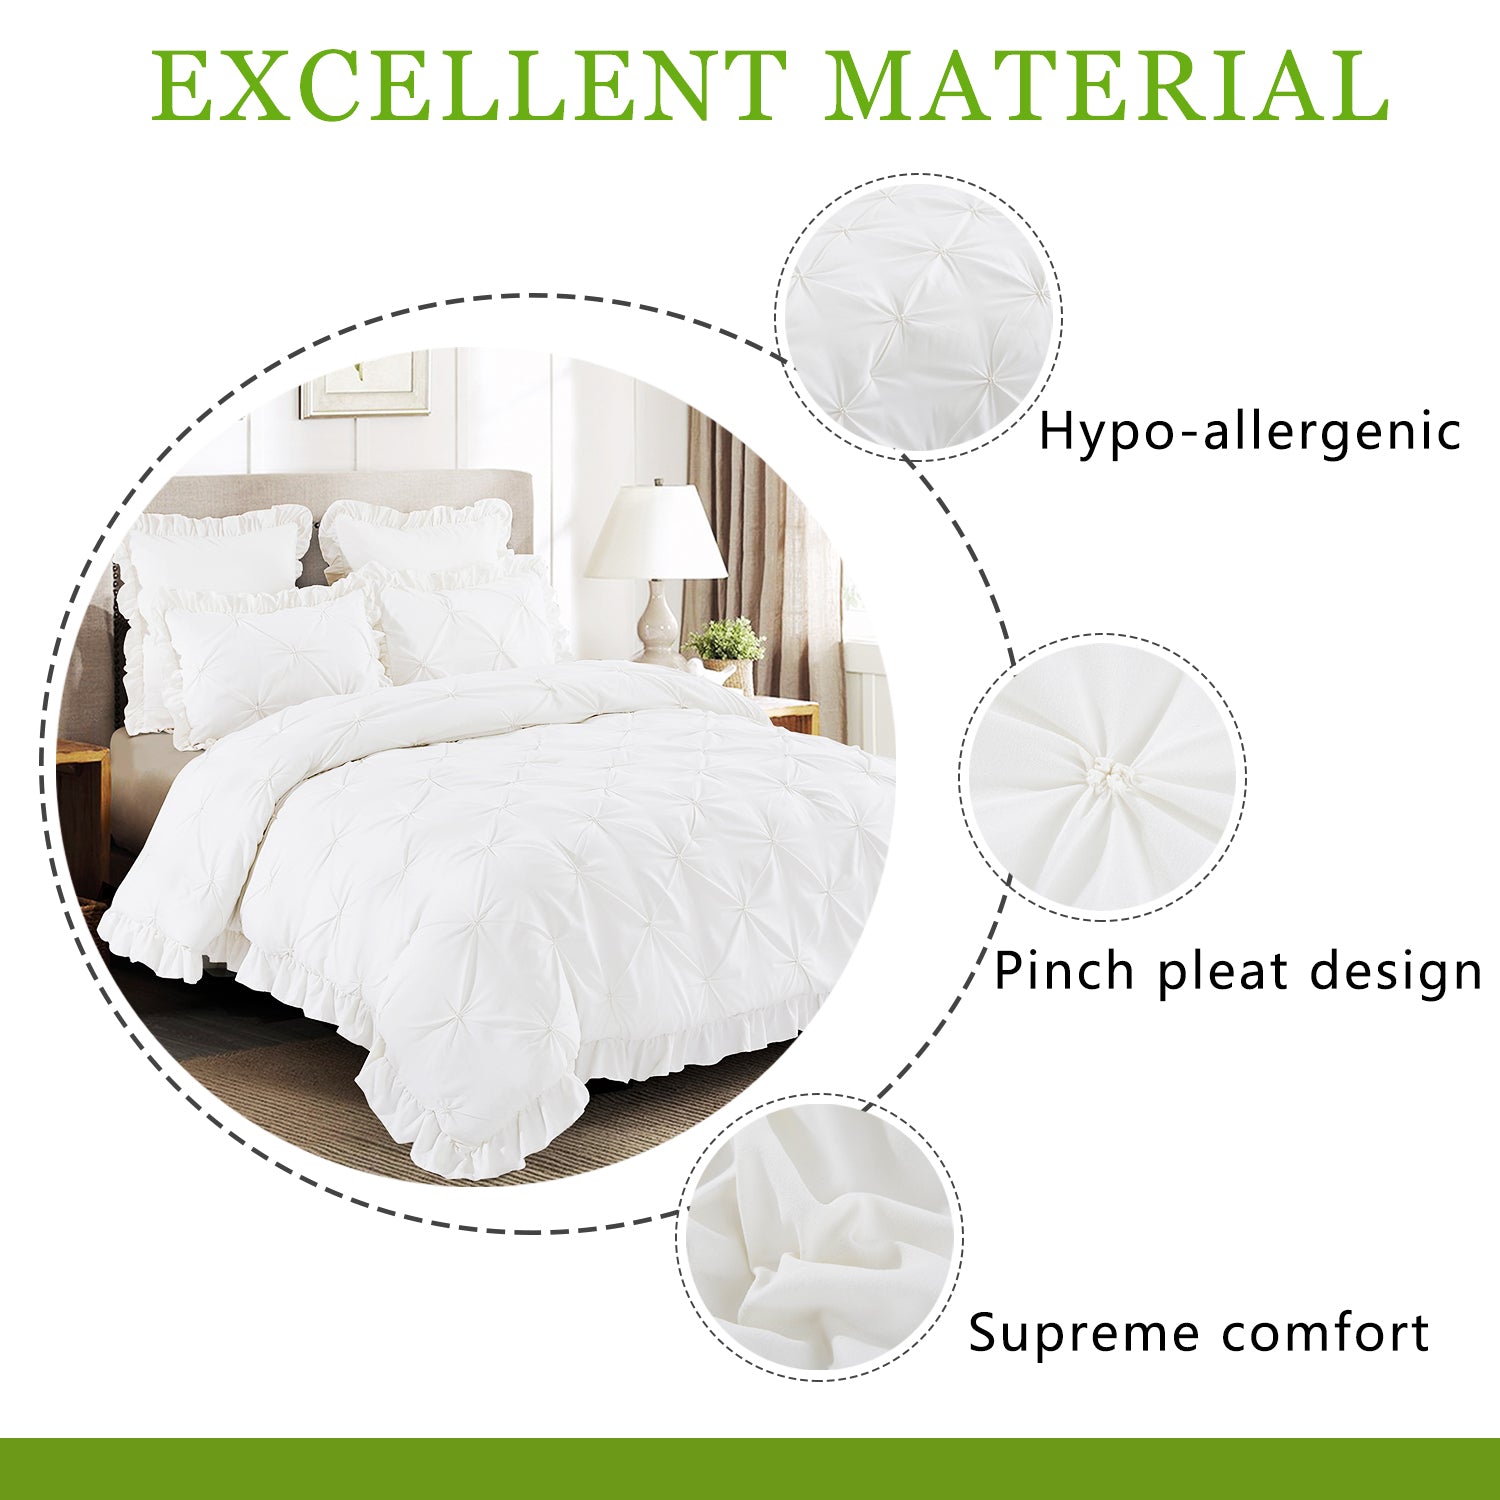 EXCELLENT MATERIAL
Hypo-allergenic
Pinch pleat design
Supreme comfort